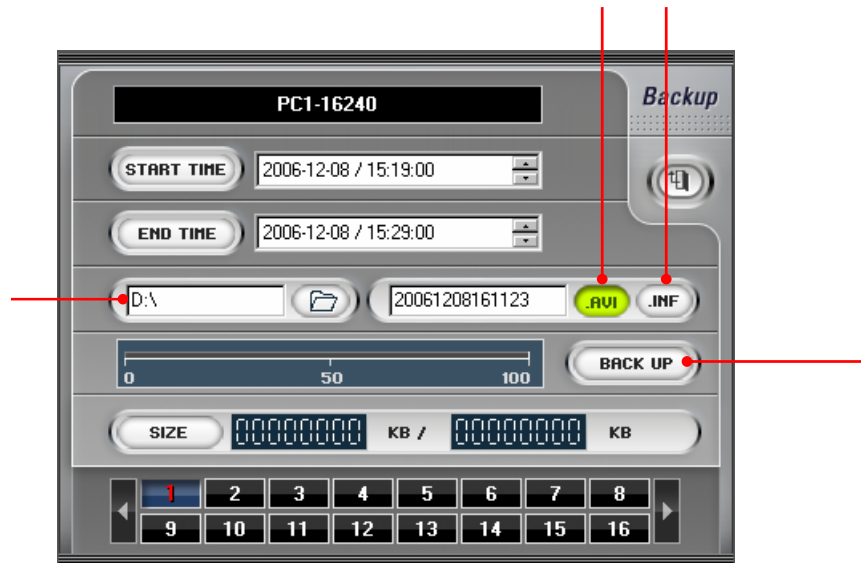 PC1-16240
Backup
START TIME 2006-12-08 / 15:19:00
END TIME 2006-12-08 / 15:29:00
D:\ 20061208161123 .AVI .INF
0 50 100 BACK UP
SIZE 00000000 KB / 00000000 KB
1 2 3 4 5 6 7 8
9 10 11 12 13 14 15 16